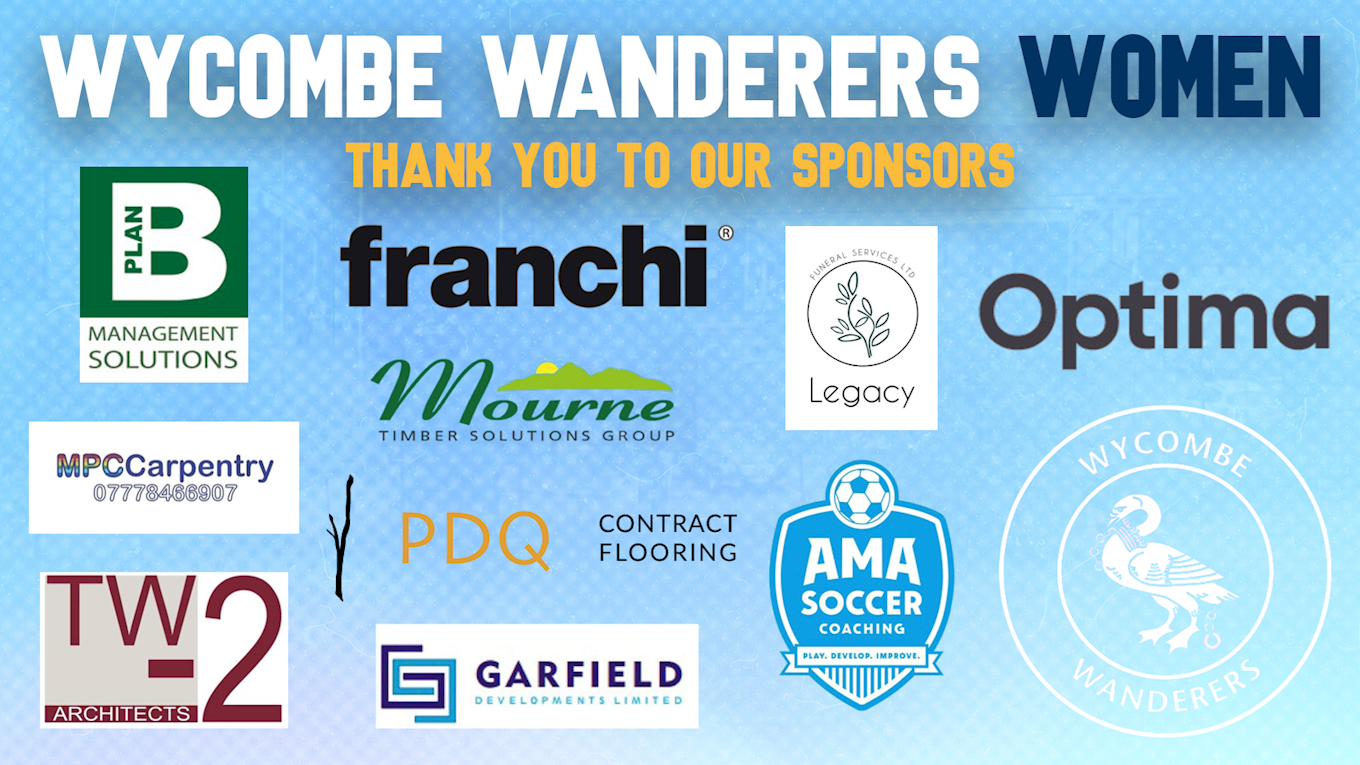 WYCOMBE WANDERERS WOMEN
THANK YOU TO OUR SPONSORS
PLAN B
MANAGEMENT
SOLUTIONS
franchi®
FUNERAL SERVICES LTD
Legacy
Optima
Mourne
TIMBER SOLUTIONS GROUP
MPCCarpentry
07778466907
PDQ
CONTRACT
FLOORING
AMA
SOCCER
COACHING
PLAY. DEVELOP. IMPROVE.
WYCOMBE
WANDERERS
TW-2
ARCHITECTS
GARFIELD
DEVELOPMENTS LIMITED